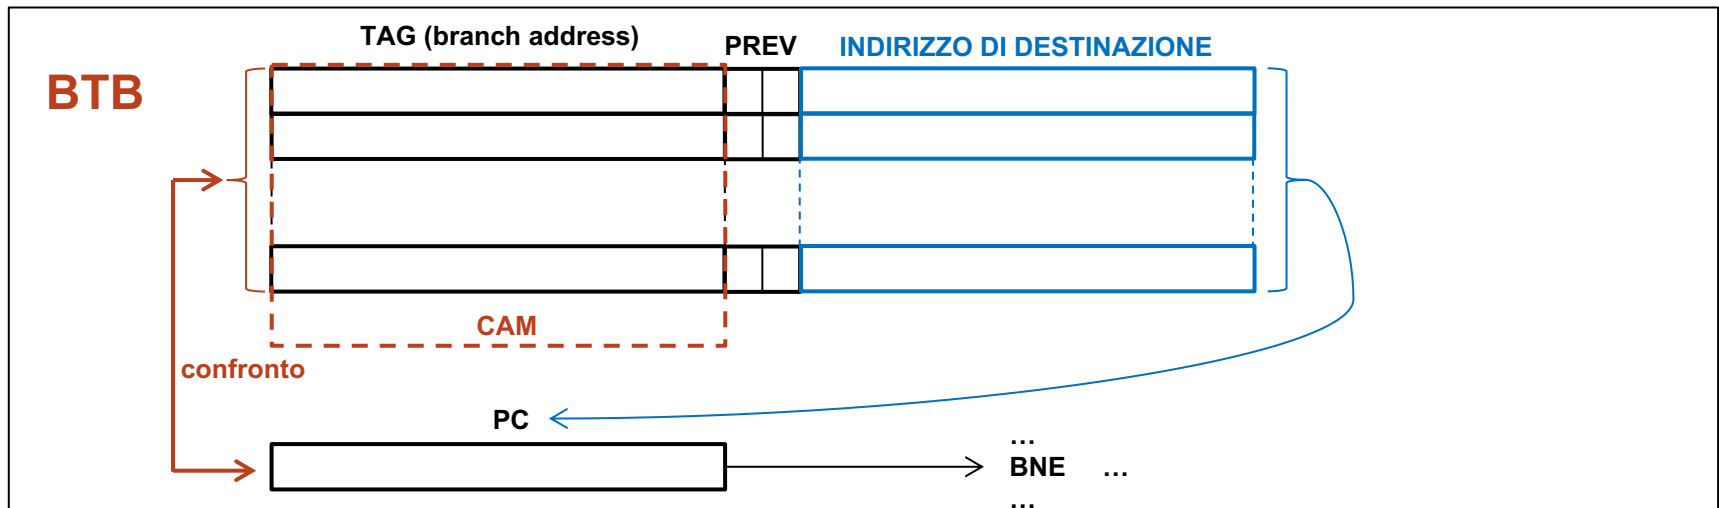 TAG (branch address)
PREV
INDIRIZZO DI DESTINAZIONE
BTB
CAM
confronto
PC
...
BNE ...
...